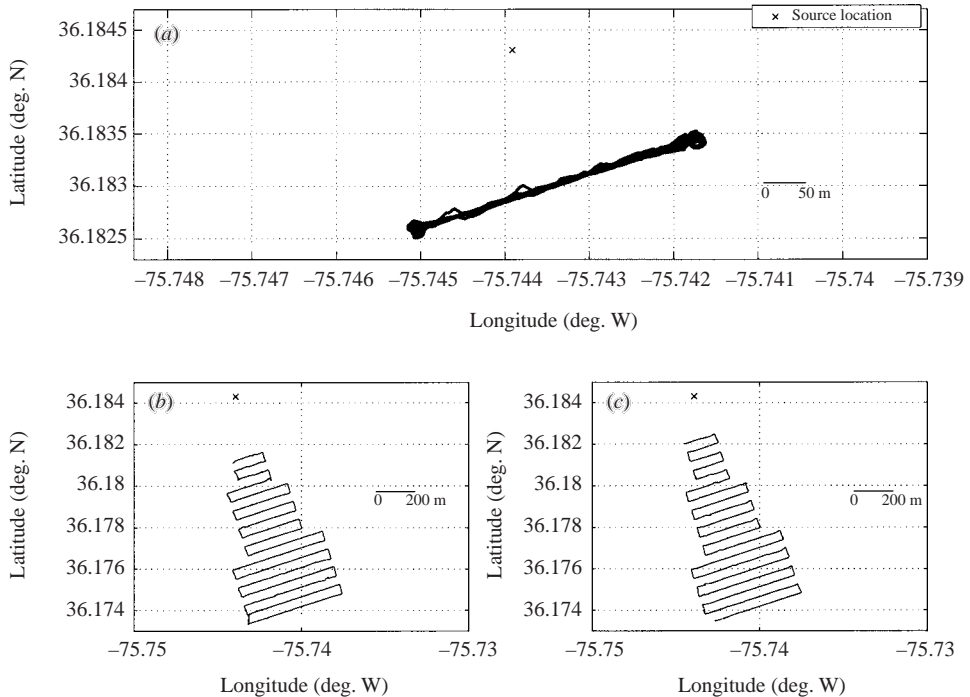 × Source location
(a)
36.1845
36.184
36.1835
36.183
36.1825
Latitude (deg. N)
0 50 m
–75.748 –75.747 –75.746 –75.745 –75.744 –75.743 –75.742 –75.741 –75.74 –75.739
Longitude (deg. W)
(b)
36.184
36.182
36.18
36.178
36.176
36.174
Latitude (deg. N)
0 200 m
–75.75 –75.74 –75.73
Longitude (deg. W)
(c)
36.184
36.182
36.18
36.178
36.176
36.174
Latitude (deg. N)
0 200 m
–75.75 –75.74 –75.73
Longitude (deg. W)